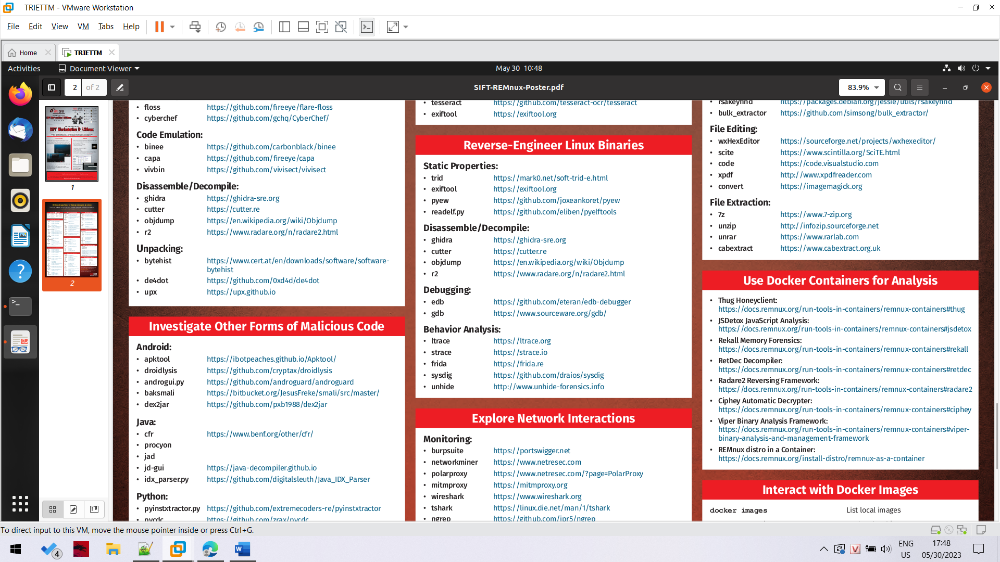 TRIETTM - VMware Workstation
File Edit View VM Tabs Help
Home
TRIETTM
Activities
Document Viewer
May 30 10:48
2 of 2
SIFT-REMnux-Poster.pdf
83.9%
1
2
• floss https://github.com/fireeye/flare-floss
• cyberchef https://github.com/gchq/CyberChef/
Code Emulation:
• binee https://github.com/carbonblack/binee
• capa https://github.com/fireeye/capa
• vivbin https://github.com/vivisect/vivisect
Disassemble/Decompile:
• ghidra https://ghidra-sre.org
• cutter https://cutter.re
• objdump https://en.wikipedia.org/wiki/Objdump
• r2 https://www.radare.org/n/radare2.html
Unpacking:
• bytehist https://www.cert.at/en/downloads/software/software-
bytehist
• de4dot https://github.com/0xd4d/de4dot
• upx https://upx.github.io
Investigate Other Forms of Malicious Code
Android:
• apktool https://ibotpeaches.github.io/Apktool/
• droidlysis https://github.com/cryptax/droidlysis
• androgui.py https://github.com/androguard/androguard
• baksmali https://bitbucket.org/JesusFreke/smali/src/master/
• dex2jar https://github.com/pxb1988/dex2jar
Java:
• cfr https://www.benf.org/other/cfr/
• procyon
• jad
• jd-gui https://java-decompiler.github.io
• idx_parser.py https://github.com/digitalsleuth/Java_IDX_Parser
Python:
• pyinstxtractor.py https://github.com/extremecoders-re/pyinstxtractor
• pycdc https://github.com/zrax/pycdc
• tesseract https://github.com/tesseract-ocr/tesseract
• exiftool https://exiftool.org
Reverse-Engineer Linux Binaries
Static Properties:
• trid https://mark0.net/soft-trid-e.html
• exiftool https://exiftool.org
• pyew https://github.com/joxeankoret/pyew
• readelf.py https://github.com/eliben/pyelftools
Disassemble/Decompile:
• ghidra https://ghidra-sre.org
• cutter https://cutter.re
• objdump https://en.wikipedia.org/wiki/Objdump
• r2 https://www.radare.org/n/radare2.html
Debugging:
• edb https://github.com/eteran/edb-debugger
• gdb https://www.sourceware.org/gdb/
Behavior Analysis:
• ltrace https://ltrace.org
• strace https://strace.io
• frida https://frida.re
• sysdig https://github.com/draios/sysdig
• unhide http://www.unhide-forensics.info
Explore Network Interactions
Monitoring:
• burpsuite https://portswigger.net
• networkminer https://www.netresec.com
• polarproxy https://www.netresec.com/?page=PolarProxy
• mitmproxy https://mitmproxy.org
• wireshark https://www.wireshark.org
• tshark https://linux.die.net/man/1/tshark
• ngrep https://github.com/jpr5/ngrep
• rsakeyfind https://packages.debian.org/jessie/utils/rsakeyfind
• bulk_extractor https://github.com/simsong/bulk_extractor/
File Editing:
• wxHexEditor https://sourceforge.net/projects/wxhexeditor/
• scite https://www.scintilla.org/SciTE.html
• code https://code.visualstudio.com
• xpdf http://www.xpdfreader.com
• convert https://imagemagick.org
File Extraction:
• 7z https://www.7-zip.org
• unzip http://infozip.sourceforge.net
• unrar https://www.rarlab.com
• cabextract https://www.cabextract.org.uk
Use Docker Containers for Analysis
• Thug Honeyclient:
https://docs.remnux.org/run-tools-in-containers/remnux-containers#thug
• JSDetox JavaScript Analysis:
https://docs.remnux.org/run-tools-in-containers/remnux-containers#jsdetox
• Rekall Memory Forensics:
https://docs.remnux.org/run-tools-in-containers/remnux-containers#rekall
• RetDec Decompiler:
https://docs.remnux.org/run-tools-in-containers/remnux-containers#retdec
• Radare2 Reversing Framework:
https://docs.remnux.org/run-tools-in-containers/remnux-containers#radare2
• Ciphey Automatic Decrypter:
https://docs.remnux.org/run-tools-in-containers/remnux-containers#ciphey
• Viper Binary Analysis Framework:
https://docs.remnux.org/run-tools-in-containers/remnux-containers#viper-
binary-analysis-and-management-framework
• REMnux distro in a Container:
https://docs.remnux.org/install-distro/remnux-as-a-container
Interact with Docker Images
docker images List local images
To direct input to this VM, move the mouse pointer inside or press Ctrl+G.
4
ENG
US
17:48
05/30/2023